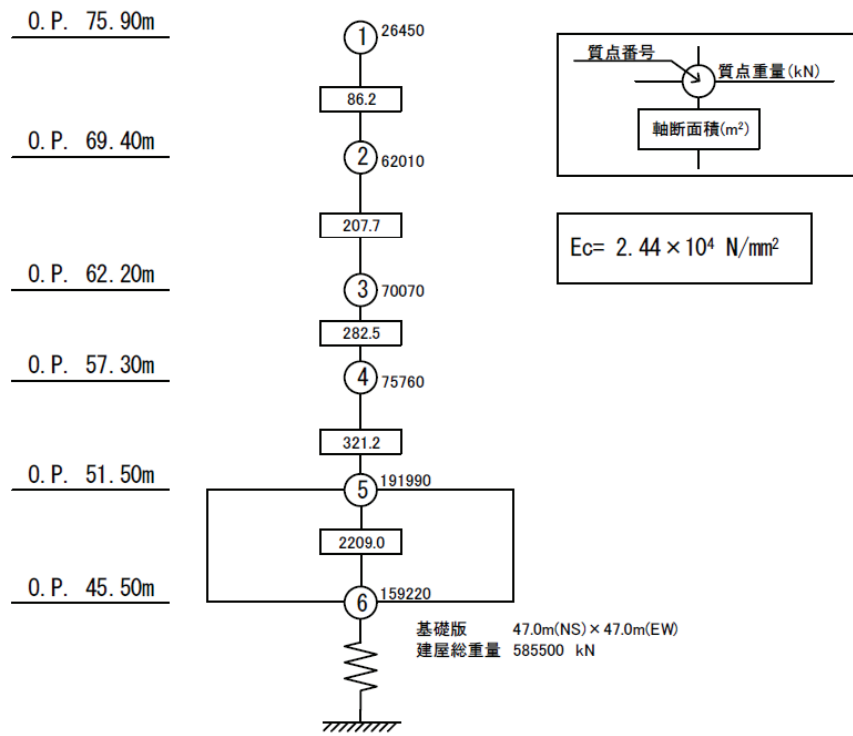 O.P. 75.90m
1 26450
質点番号
質点重量(kN)
86.2
軸断面積(m²)
O.P. 69.40m
2 62010
207.7
Ec= 2.44×10⁴ N/mm²
O.P. 62.20m
3 70070
282.5
O.P. 57.30m
4 75760
321.2
O.P. 51.50m
5 191990
2209.0
O.P. 45.50m
6 159220
基礎版 47.0m(NS)×47.0m(EW)
建屋総重量 585500 kN